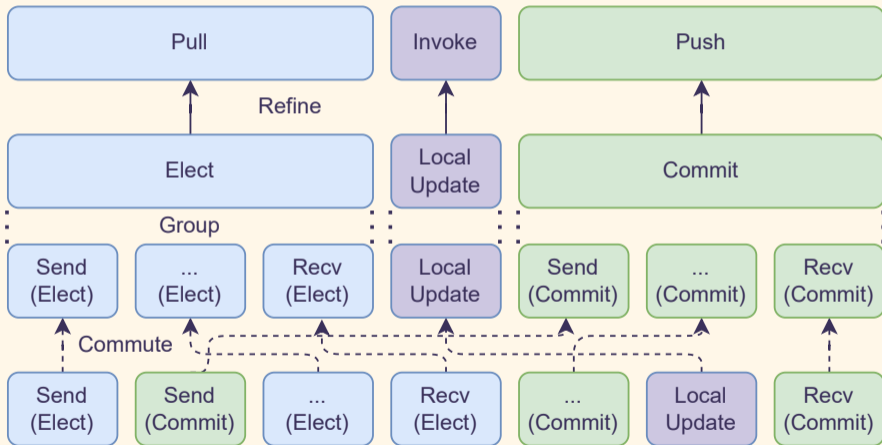 Pull
Invoke
Push
Refine
Elect
Local
Update
Commit
Group
Send
(Elect)
...
(Elect)
Recv
(Elect)
Local
Update
Send
(Commit)
...
(Commit)
Recv
(Commit)
Commute
Send
(Elect)
Send
(Commit)
...
(Elect)
Recv
(Elect)
...
(Commit)
Local
Update
Recv
(Commit)